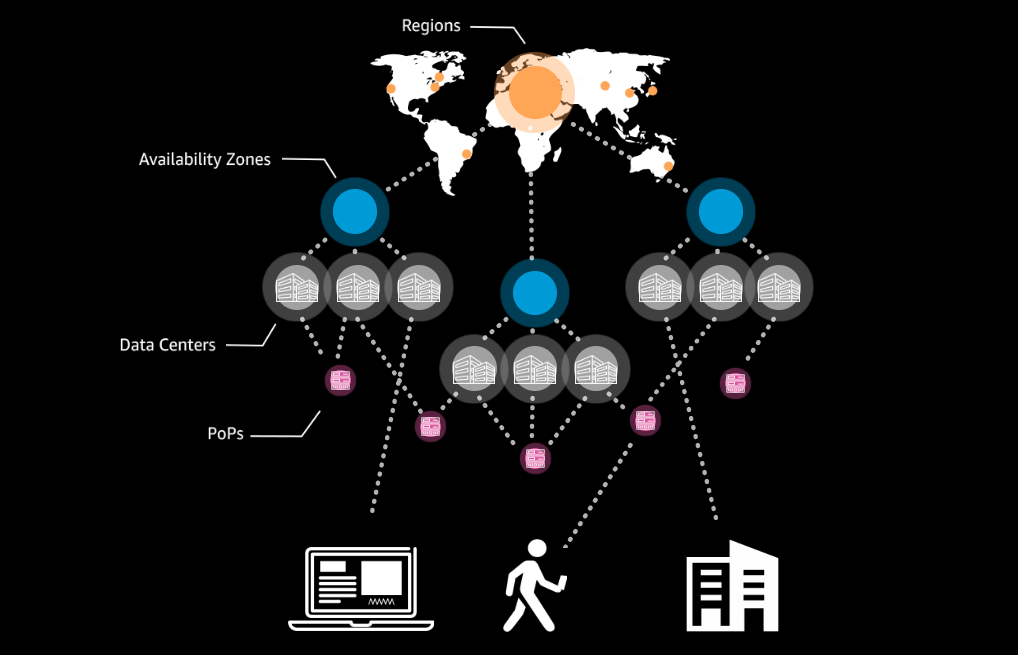 Regions
Availability Zones
Data Centers
PoPs